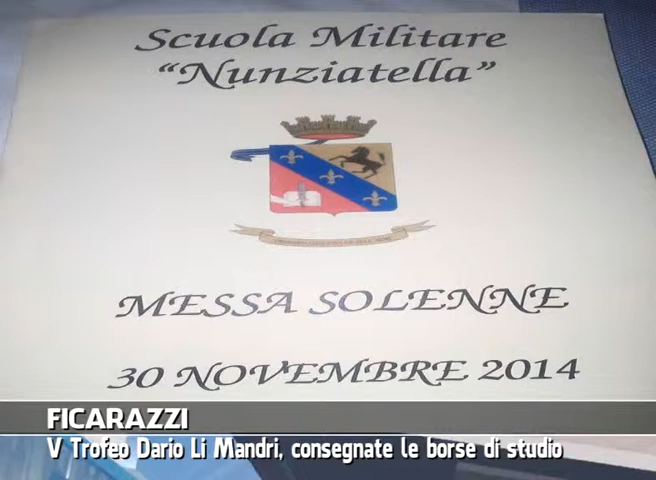 Scuola Militare
“Nunziatella”
MESSA SOLENNE
30 NOVEMBRE 2014
FICARAZZI
V Trofeo Dario Li Mandri, consegnate le borse di studio